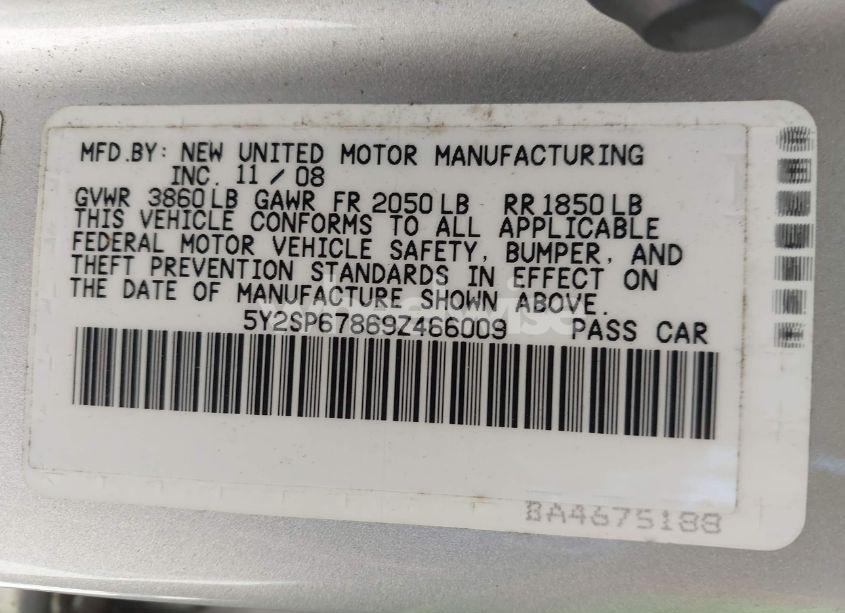 MFD.BY: NEW UNITED MOTOR MANUFACTURING
INC. 11 / 08
GVWR 3860 LB GAWR FR 2050 LB RR 1850 LB
THIS VEHICLE CONFORMS TO ALL APPLICABLE
FEDERAL MOTOR VEHICLE SAFETY, BUMPER, AND
THEFT PREVENTION STANDARDS IN EFFECT ON
THE DATE OF MANUFACTURE SHOWN ABOVE.
5Y2SP67869Z466009 PASS CAR
BA4675188